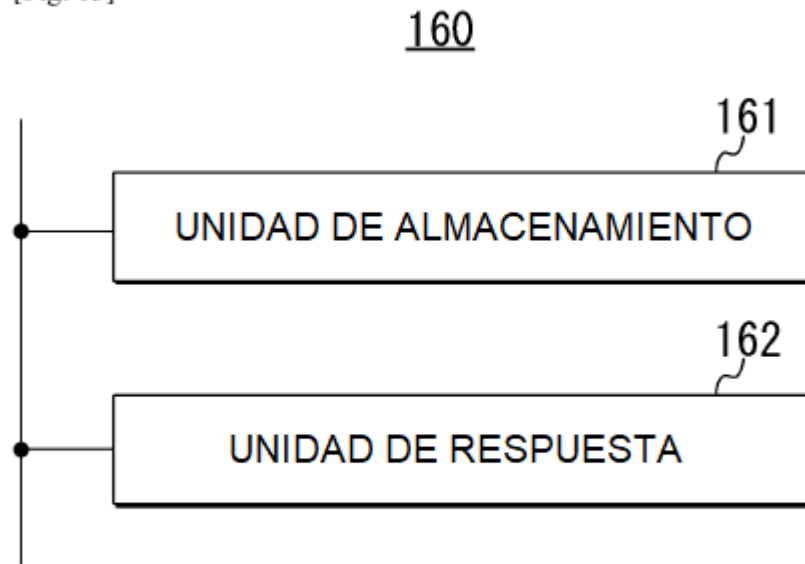 160
161
UNIDAD DE ALMACENAMIENTO
162
UNIDAD DE RESPUESTA